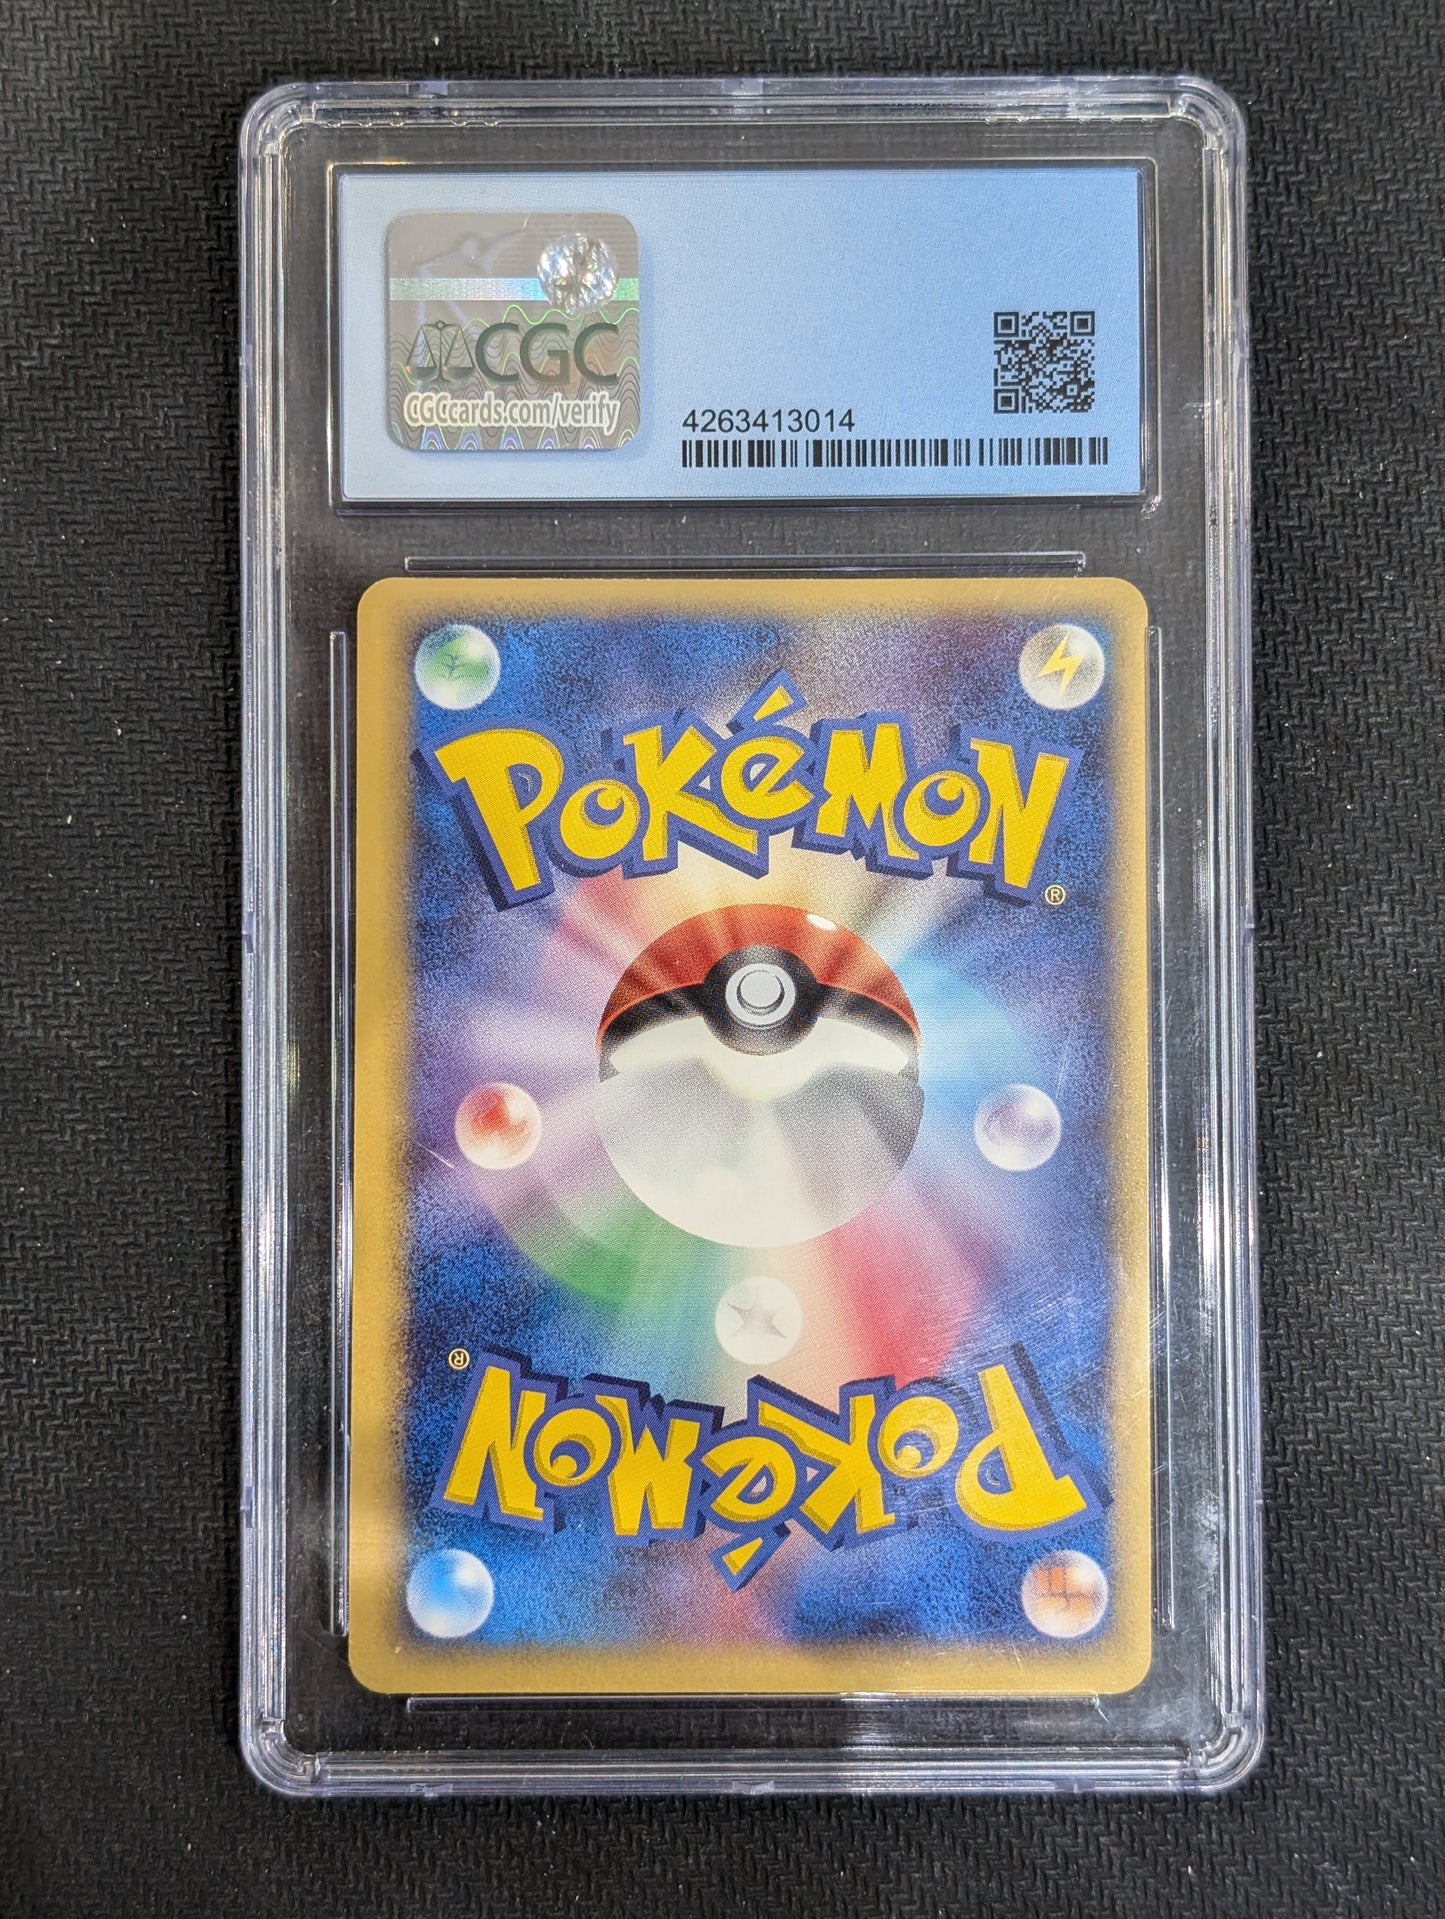 CGC
CGCcards.com/verify
4263413014
POKéMON
®
®
POKéMON